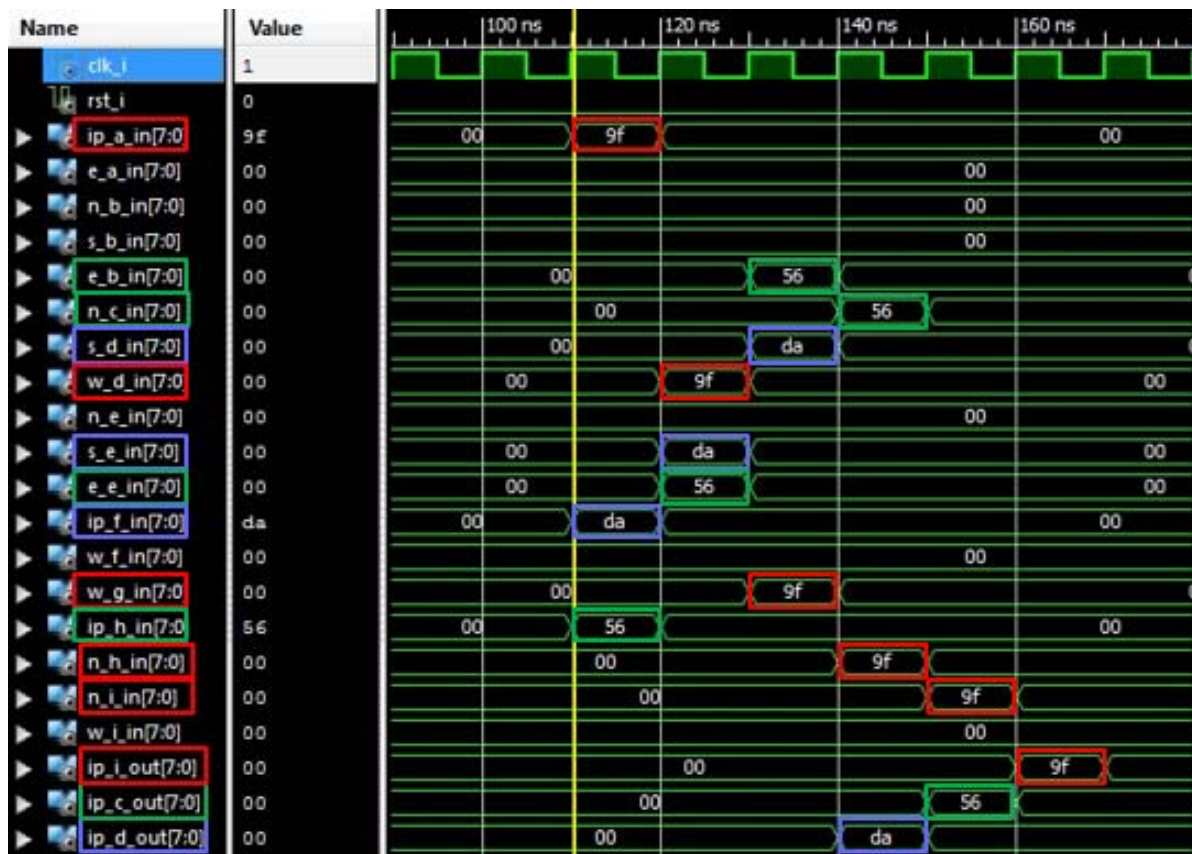 Name Value 100 ns 120 ns 140 ns 160 ns
clk_i 1
rst_i 0
ip_a_in[7:0] 9f 00 9f 00
e_a_in[7:0] 00 00
n_b_in[7:0] 00 00
s_b_in[7:0] 00 00
e_b_in[7:0] 00 00 56
n_c_in[7:0] 00 00 56
s_d_in[7:0] 00 00 da
w_d_in[7:0 00 00 9f 00
n_e_in[7:0] 00 00
s_e_in[7:0] 00 00 da 00
e_e_in[7:0] 00 00 56 00
ip_f_in[7:0] da 00 da 00
w_f_in[7:0] 00 00
w_g_in[7:0 00 00 9f
ip_h_in[7:0 56 00 56 00
n_h_in[7:0] 00 00 9f
n_i_in[7:0] 00 00 9f
w_i_in[7:0] 00 00
ip_i_out[7:0] 00 00 9f
ip_c_out[7:0] 00 00 56
ip_d_out[7:0] 00 00 da